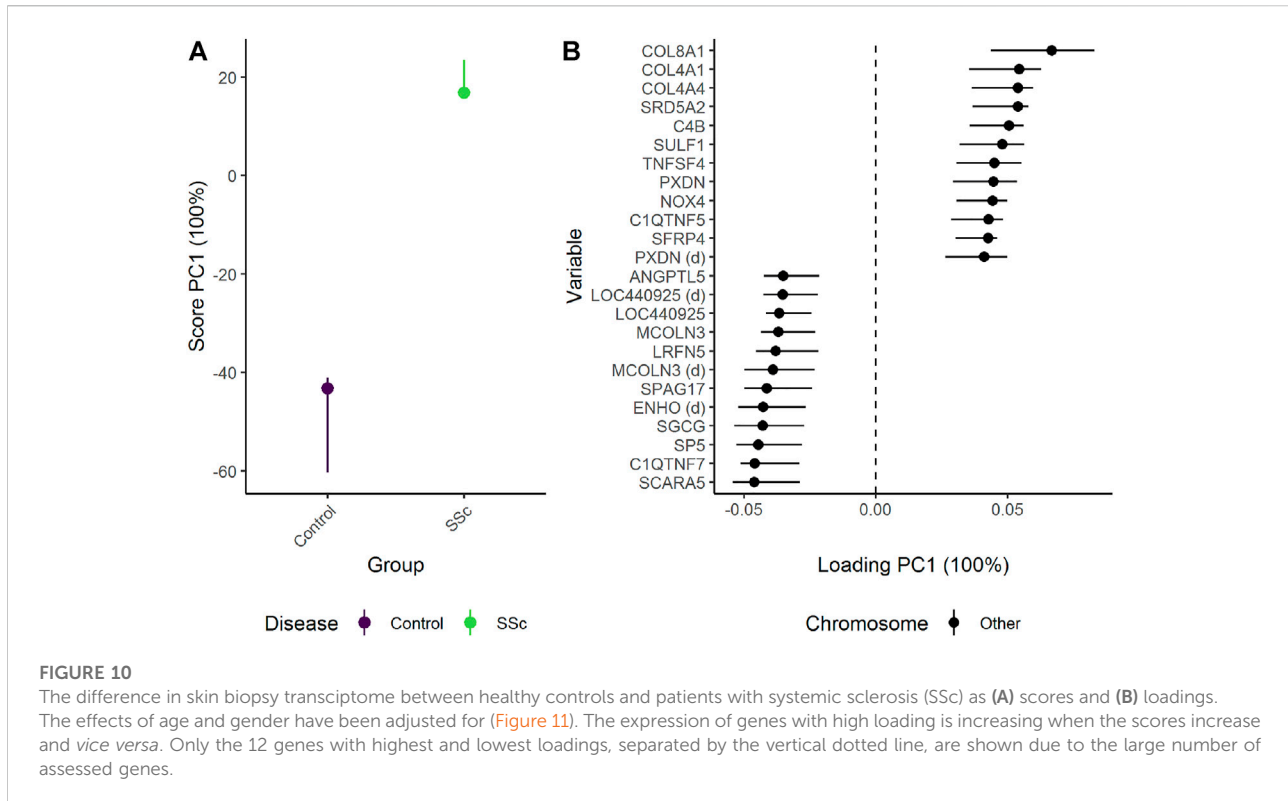 A
Score PC1 (100%)
20
0
-20
-40
-60
Control
SSc
Group
Disease
Control
SSc
B
Variable
COL8A1
COL4A1
COL4A4
SRD5A2
C4B
SULF1
TNFSF4
PXDN
NOX4
C1QTNF5
SFRP4
PXDN (d)
ANGPTL5
LOC440925 (d)
LOC440925
MCOLN3
LRFN5
MCOLN3 (d)
SPAG17
ENHO (d)
SGCG
SP5
C1QTNF7
SCARA5
-0.05
0.00
0.05
Loading PC1 (100%)
Chromosome
Other
FIGURE 10
The difference in skin biopsy transciptome between healthy controls and patients with systemic sclerosis (SSc) as (A) scores and (B) loadings.
The effects of age and gender have been adjusted for (Figure 11). The expression of genes with high loading is increasing when the scores increase
and vice versa. Only the 12 genes with highest and lowest loadings, separated by the vertical dotted line, are shown due to the large number of
assessed genes.